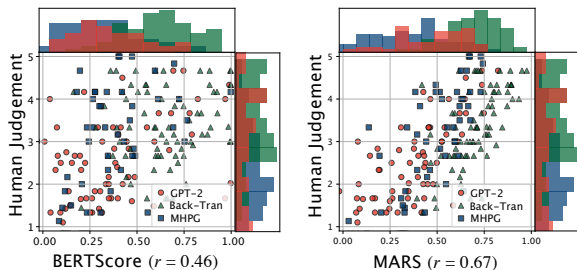 Human Judgement
5
4
3
2
1
0.00 0.25 0.50 0.75 1.00
GPT-2
Back-Tran
MHPG
BERTScore (r = 0.46)
Human Judgement
5
4
3
2
1
0.00 0.25 0.50 0.75 1.00
GPT-2
Back-Tran
MHPG
MARS (r = 0.67)